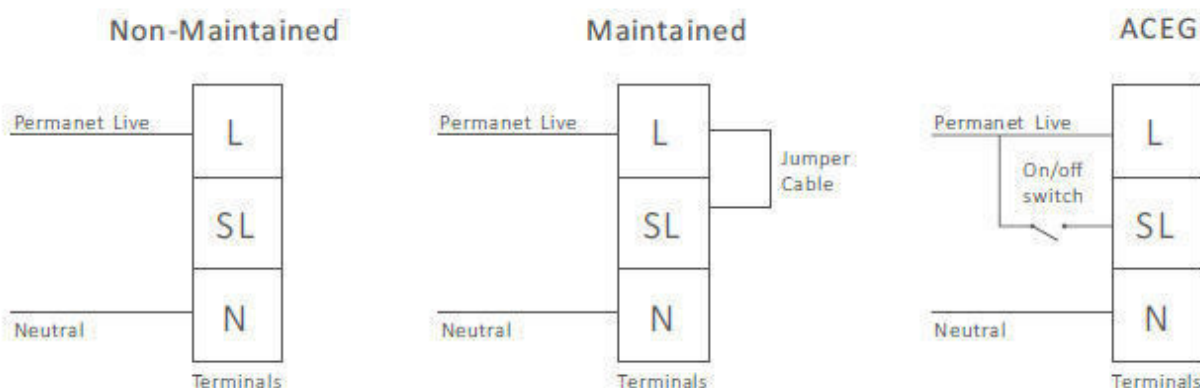 Non-Maintained
Permanet Live
L
SL
N
Neutral
Terminals
Maintained
Permanet Live
L
SL
N
Jumper
Cable
Neutral
Terminals
ACEG
Permanet Live
On/off
switch
L
SL
N
Neutral
Terminals